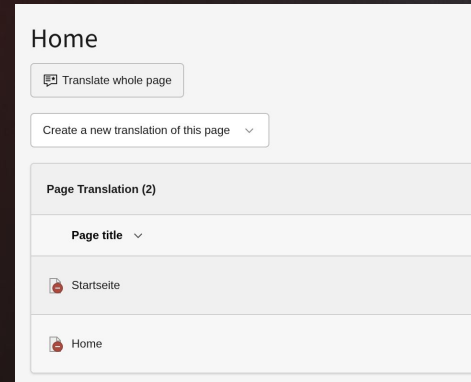 Home
Translate whole page
Create a new translation of this page
Page Translation (2)
Page title
Startseite
Home